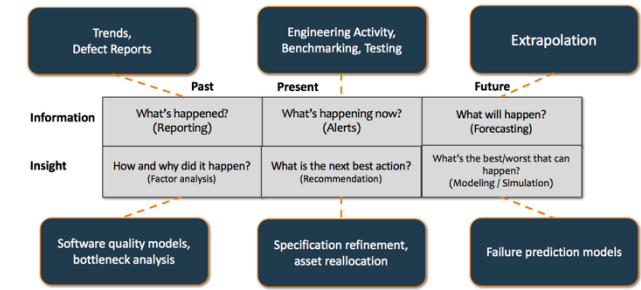 Trends,
Defect Reports
Engineering Activity,
Benchmarking, Testing
Extrapolation
Past
Present
Future
Information
What's happened?
(Reporting)
What's happening now?
(Alerts)
What will happen?
(Forecasting)
Insight
How and why did it happen?
(Factor analysis)
What is the next best action?
(Recommendation)
What's the best/worst that can
happen?
(Modeling / Simulation)
Software quality models,
bottleneck analysis
Specification refinement,
asset reallocation
Failure prediction models